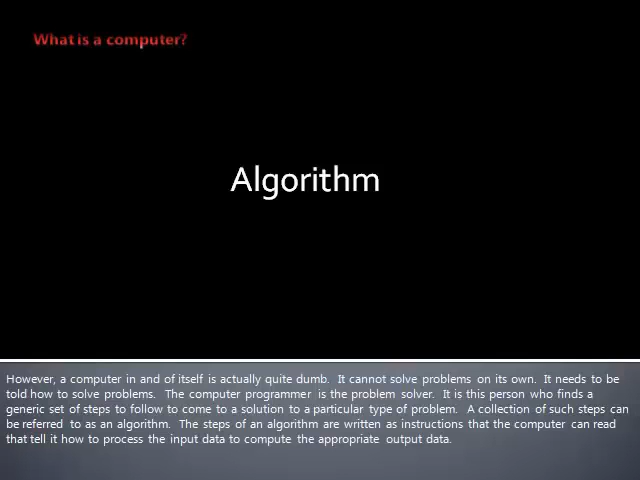 What is a computer?
Algorithm
However, a computer in and of itself is actually quite dumb. It cannot solve problems on its own. It needs to be
told how to solve problems. The computer programmer is the problem solver. It is this person who finds a
generic set of steps to follow to come to a solution to a particular type of problem. A collection of such steps can
be referred to as an algorithm. The steps of an algorithm are written as instructions that the computer can read
that tell it how to process the input data to compute the appropriate output data.